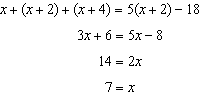 x + (x + 2) + (x + 4) = 5(x + 2) − 18
3x + 6 = 5x − 8
14 = 2x
7 = x